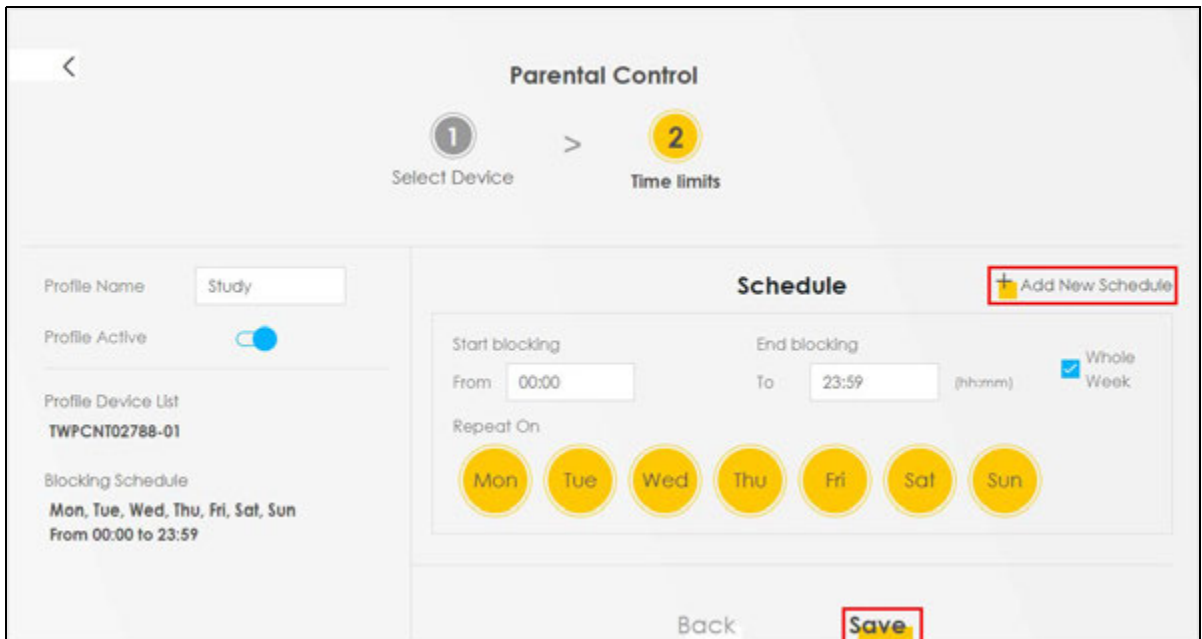 <
Parental Control
1 > 2
Select Device Time limits
Profile Name Study
Profile Active
Profile Device List
TWPCNT02788-01
Blocking Schedule
Mon, Tue, Wed, Thu, Fri, Sat, Sun
From 00:00 to 23:59
Schedule + Add New Schedule
Start blocking End blocking
From 00:00 To 23:59 (hh:mm) Whole
Week
Repeat On
Mon Tue Wed Thu Fri Sat Sun
Back Save